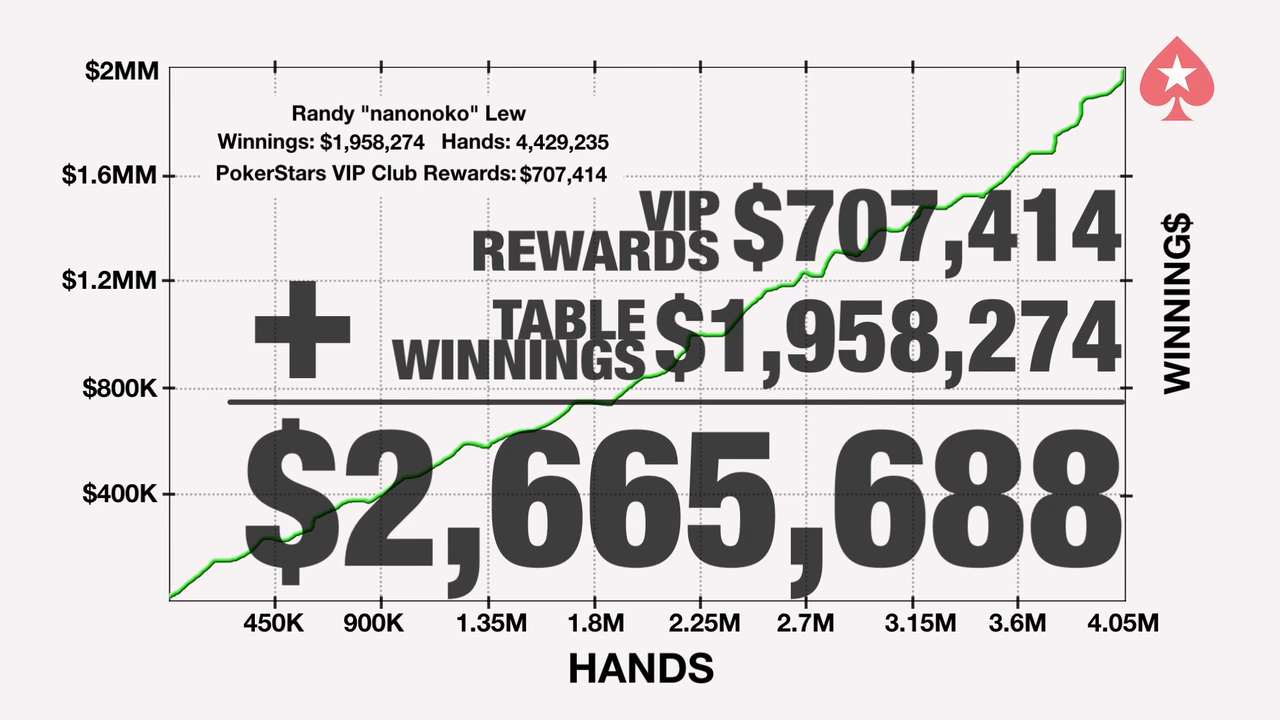 $2MM
Randy "nanonoko" Lew
Winnings: $1,958,274 Hands: 4,429,235
$1.6MM
PokerStars VIP Club Rewards: $707,414
VIP
REWARDS $707,414
$1.2MM
+
TABLE
WINNINGS $1,958,274
WINNING$
$800K
$2,665,688
$400K
450K 900K 1.35M 1.8M 2.25M 2.7M 3.15M 3.6M 4.05M
HANDS